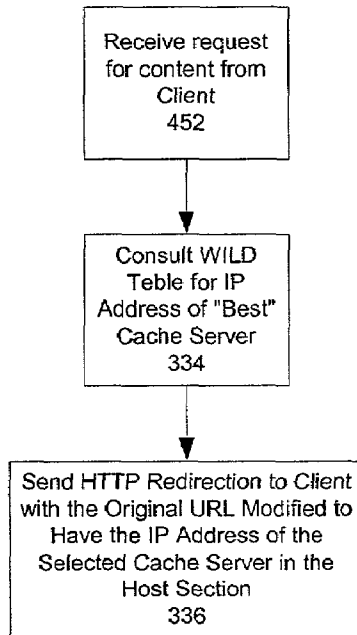 Receive request
for content from
Client
452
Consult WILD
Teble for IP
Address of "Best"
Cache Server
334
Send HTTP Redirection to Client
with the Original URL Modified to
Have the IP Address of the
Selected Cache Server in the
Host Section
336